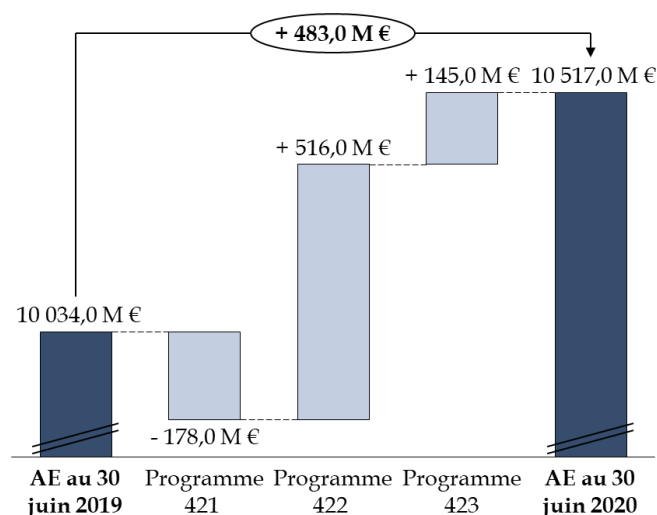 + 483,0 M €
+ 145,0 M €
10 517,0 M €
+ 516,0 M €
10 034,0 M €
- 178,0 M €
AE au 30
juin 2019
Programme
421
Programme
422
Programme
423
AE au 30
juin 2020